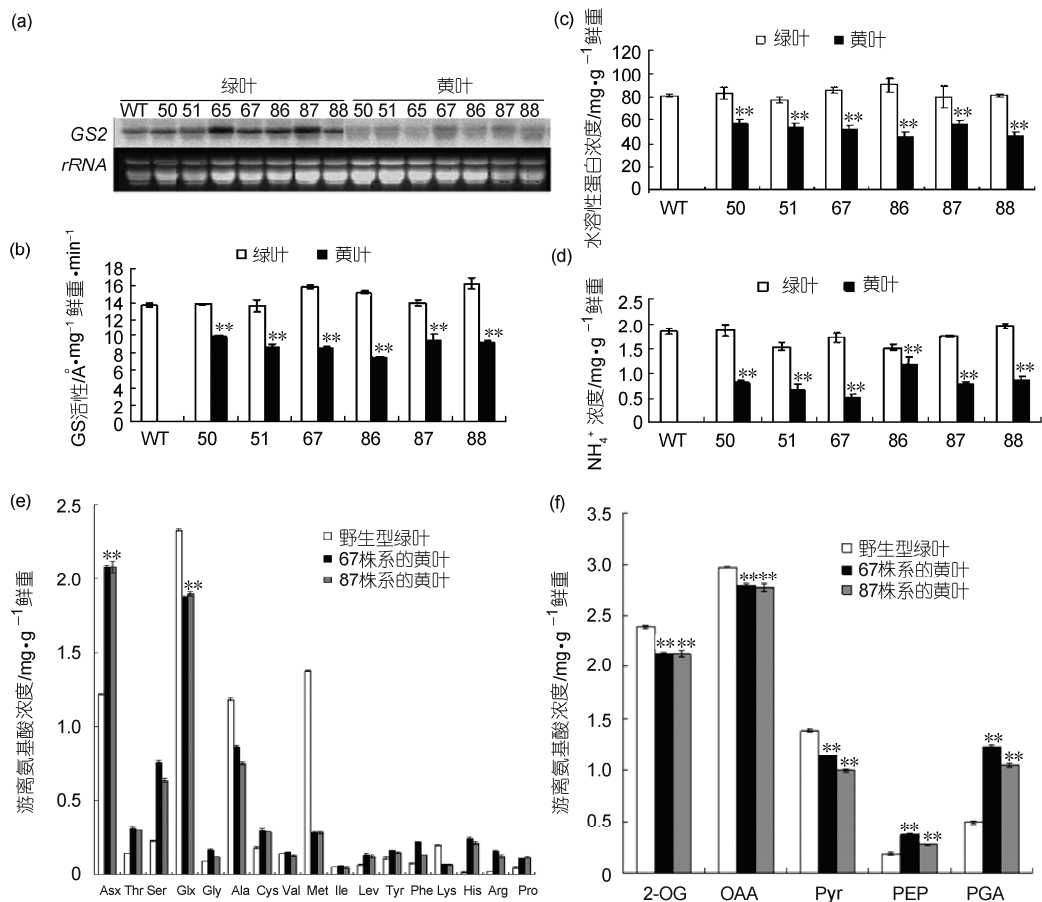 (a)
绿叶 黄叶
WT 50 51 65 67 86 87 88 50 51 65 67 86 87 88
GS2
rRNA
(b)
绿叶 黄叶
GS活性/Å•mg⁻¹鲜重•min⁻¹
18
16
14
12
10
8
6
4
2
0
WT 50 51 67 86 87 88
** ** ** ** ** **
(c)
绿叶 黄叶
水溶性蛋白浓度/mg•g⁻¹鲜重
120
100
80
60
40
20
0
** ** ** ** ** **
WT 50 51 67 86 87 88
(d)
绿叶 黄叶
NH₄⁺ 浓度/mg•g⁻¹鲜重
2.5
2.0
1.5
1.0
0.5
0
** ** ** ** ** **
WT 50 51 67 86 87 88
(e)
野生型绿叶
67株系的黄叶
87株系的黄叶
游离氨基酸浓度/mg•g⁻¹鲜重
2.5
2.0
1.5
1.0
0.5
0
** **
Asx Thr Ser Glx Gly Ala Cys Val Met Ile Lev Tyr Phe Lys His Arg Pro
(f)
野生型绿叶
67株系的黄叶
87株系的黄叶
游离氨基酸浓度/mg•g⁻¹鲜重
3.5
3.0
2.5
2.0
1.5
1.0
0.5
0
** ** ** ** ** ** ** ** ** **
2-OG OAA Pyr PEP PGA